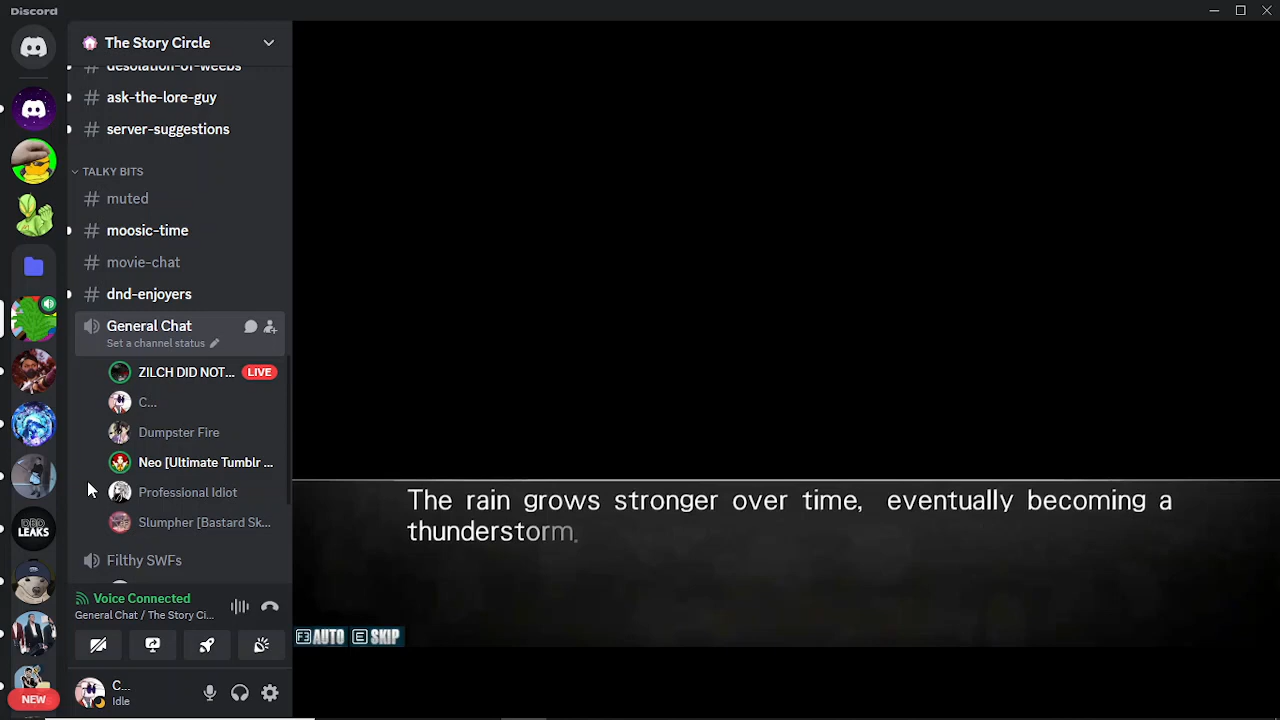 Discord
The Story Circle
desolation-of-weebs
ask-the-lore-guy
server-suggestions
TALKY BITS
muted
moosic-time
movie-chat
dnd-enjoyers
General Chat
Set a channel status
ZILCH DID NOT... LIVE
C...
Dumpster Fire
Neo [Ultimate Tumblr ...
Professional Idiot
Slumpher [Bastard Sk...
Filthy SWFs
Voice Connected
General Chat / The Story Ci...
C...
Idle
DBD
LEAKS
NEW
The rain grows stronger over time, eventually becoming a
thunderstorm.
F3 AUTO E SKIP